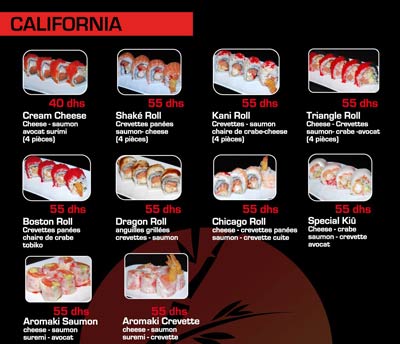 CALIFORNIA
40 dhs
Cream Cheese
Cheese - saumon
avocat surimi
(4 pièces)
55 dhs
Shaké Roll
Crevettes panées
saumon- cheese
(4 pièces)
55 dhs
Kani Roll
Crevettes - saumon
chaire de crabe-cheese
(4 pièces)
55 dhs
Triangle Roll
Cheese - Crevettes
saumon- crabe -avocat
(4 pièces)
55 dhs
Boston Roll
Crevettes panées
chaire de crabe
tobiko
55 dhs
Dragon Roll
anguilles grillées
crevettes - saumon
55 dhs
Chicago Roll
cheese - crevettes panées
saumon - crevette cuite
55 dhs
Special Kiû
Cheese - crabe
saumon - crevette
avocat
55 dhs
Aromaki Saumon
cheese - saumon
suremi - avocat
55 dhs
Aromaki Crevette
cheese - saumon
suremi - crevette